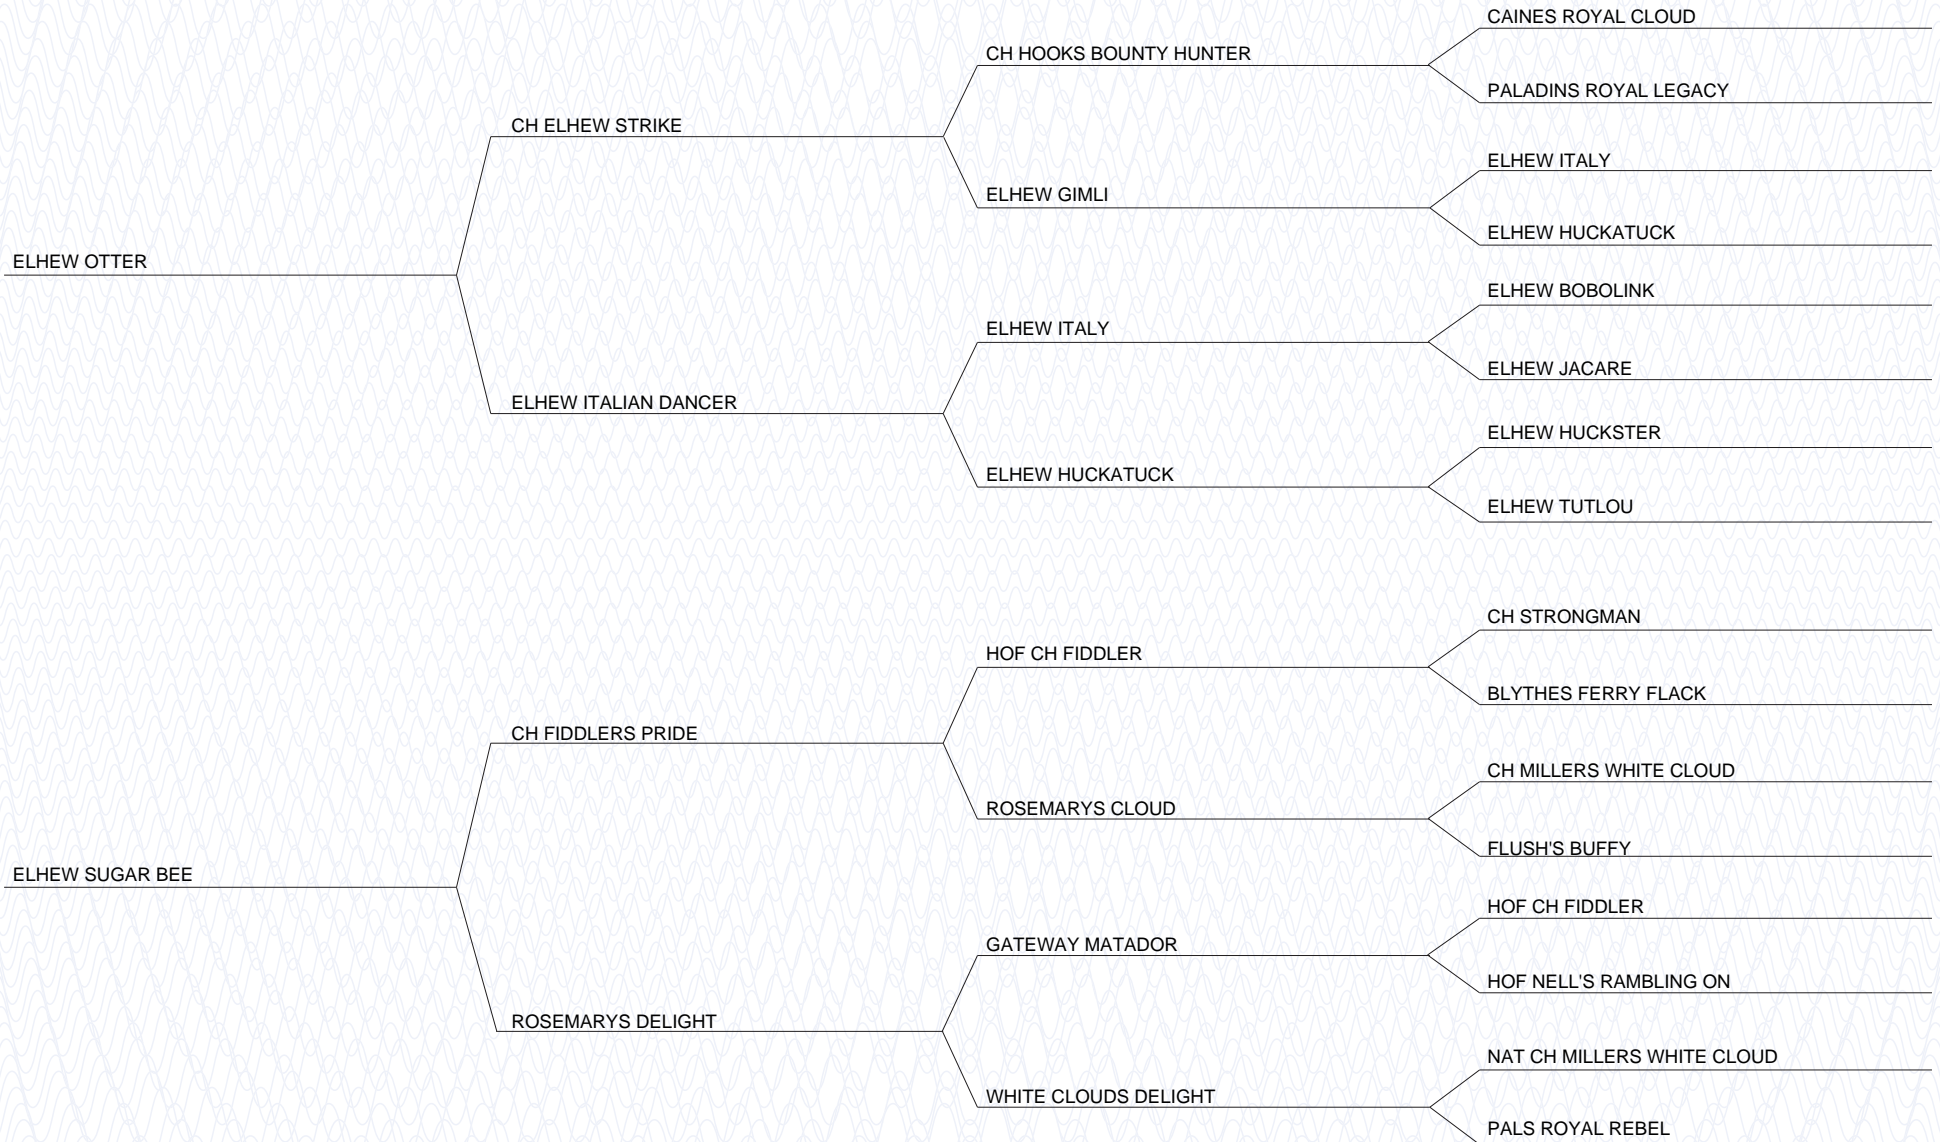 CAINES ROYAL CLOUD
CH HOOKS BOUNTY HUNTER
PALADINS ROYAL LEGACY
CH ELHEW STRIKE
ELHEW ITALY
ELHEW GIMLI
ELHEW HUCKATUCK
ELHEW OTTER
ELHEW BOBOLINK
ELHEW ITALY
ELHEW JACARE
ELHEW ITALIAN DANCER
ELHEW HUCKSTER
ELHEW HUCKATUCK
ELHEW TUTLOU
CH STRONGMAN
HOF CH FIDDLER
BLYTHES FERRY FLACK
CH FIDDLERS PRIDE
CH MILLERS WHITE CLOUD
ROSEMARYS CLOUD
FLUSH'S BUFFY
ELHEW SUGAR BEE
HOF CH FIDDLER
GATEWAY MATADOR
HOF NELL'S RAMBLING ON
ROSEMARYS DELIGHT
NAT CH MILLERS WHITE CLOUD
WHITE CLOUDS DELIGHT
PALS ROYAL REBEL